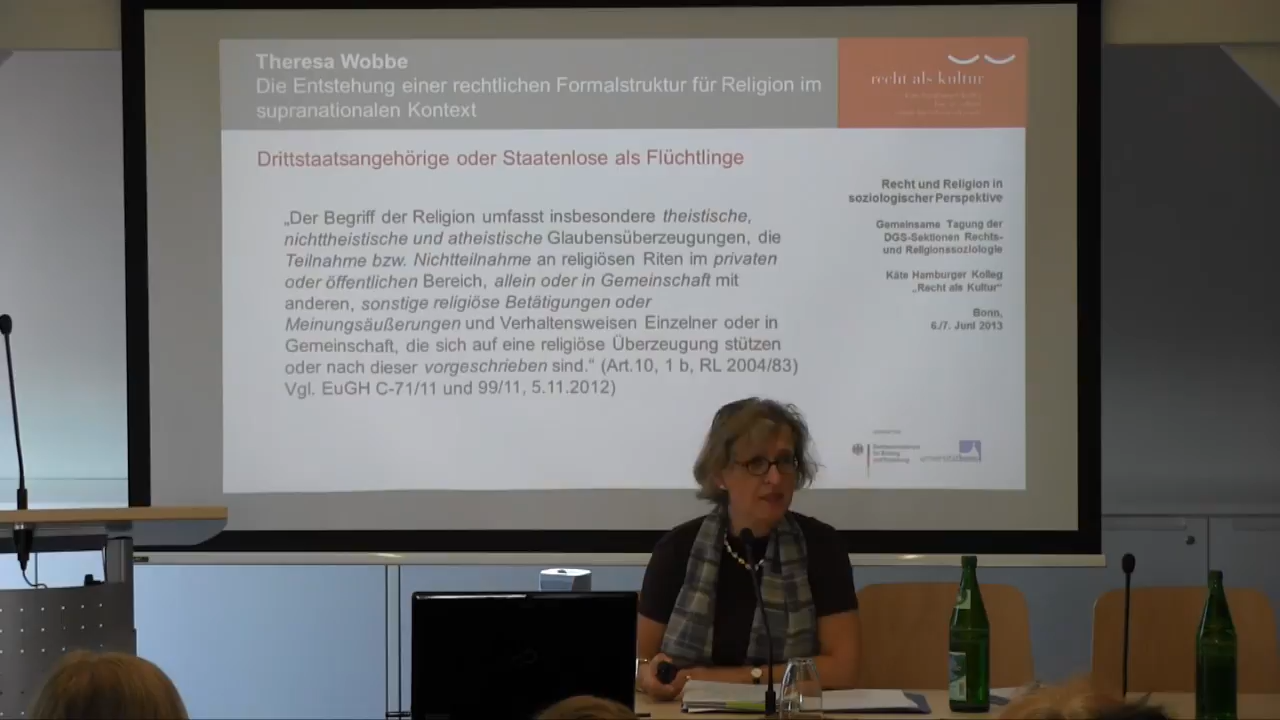 Theresa Wobbe
Die Entstehung einer rechtlichen Formalstruktur für Religion im
supranationalen Kontext
recht als kultur
Drittstaatsangehörige oder Staatenlose als Flüchtlinge
„Der Begriff der Religion umfasst insbesondere theistische,
nichttheistische und atheistische Glaubensüberzeugungen, die
Teilnahme bzw. Nichtteilnahme an religiösen Riten im privaten
oder öffentlichen Bereich, allein oder in Gemeinschaft mit
anderen, sonstige religiöse Betätigungen oder
Meinungsäußerungen und Verhaltensweisen Einzelner oder in
Gemeinschaft, die sich auf eine religiöse Überzeugung stützen
oder nach dieser vorgeschrieben sind.“ (Art.10, 1 b, RL 2004/83)
Vgl. EuGH C-71/11 und 99/11, 5.11.2012)
Recht und Religion in
soziologischer Perspektive
Gemeinsame Tagung der
DGS-Sektionen Rechts-
und Religionssoziologie
Käte Hamburger Kolleg
„Recht als Kultur“
Bonn,
6./7. Juni 2013